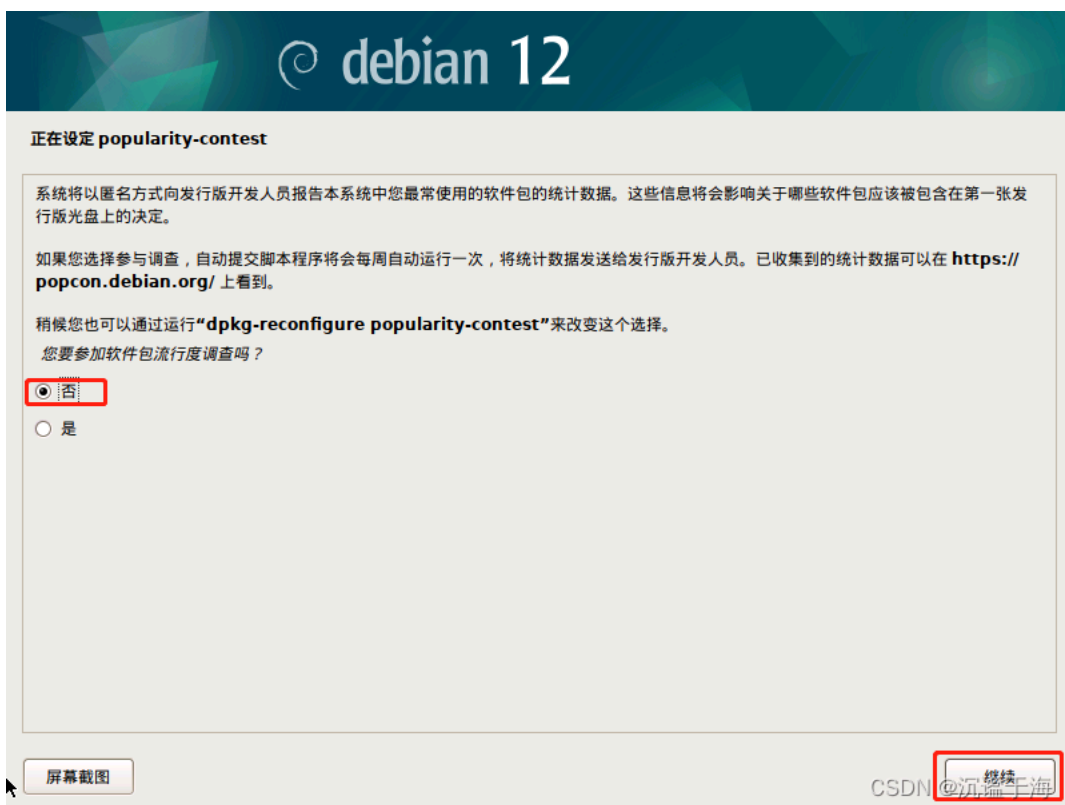 debian 12
正在设定 popularity-contest
系统将以匿名方式向发行版开发人员报告本系统中您最常使用的软件包的统计数据。这些信息将会影响关于哪些软件包应该被包含在第一张发
行版光盘上的决定。
如果您选择参与调查，自动提交脚本程序将会每周自动运行一次，将统计数据发送给发行版开发人员。已收集到的统计数据可以在 https://
popcon.debian.org/ 上看到。
稍候您也可以通过运行“dpkg-reconfigure popularity-contest”来改变这个选择。
您要参加软件包流行度调查吗？
否
是
屏幕截图
继续
CSDN @沉谧于海